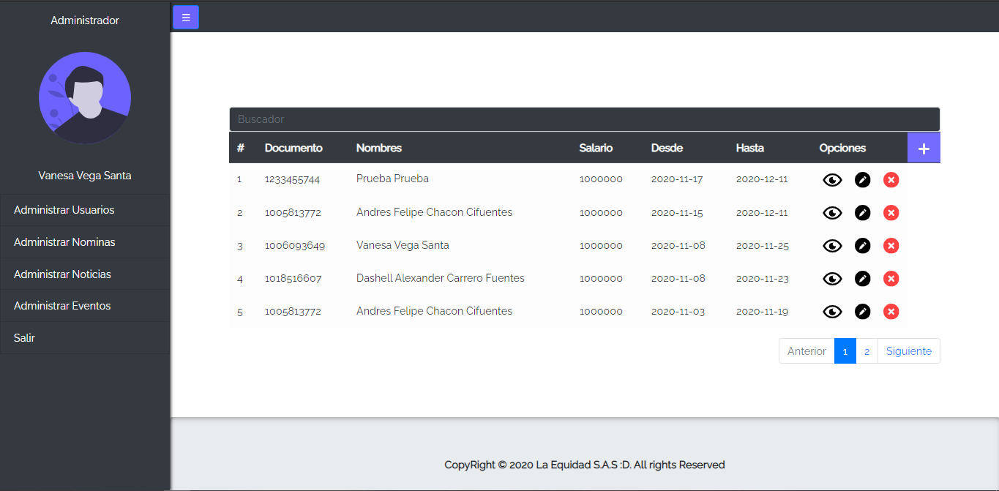 Administrador
Vanesa Vega Santa
Administrar Usuarios
Administrar Nominas
Administrar Noticias
Administrar Eventos
Salir
Buscador
# Documento Nombres Salario Desde Hasta Opciones
1 1233455744 Prueba Prueba 1000000 2020-11-17 2020-12-11
2 1005813772 Andres Felipe Chacon Cifuentes 1000000 2020-11-15 2020-12-11
3 1006093649 Vanesa Vega Santa 1000000 2020-11-08 2020-11-25
4 1018516607 Dashell Alexander Carrero Fuentes 1000000 2020-11-08 2020-11-23
5 1005813772 Andres Felipe Chacon Cifuentes 1000000 2020-11-03 2020-11-19
Anterior 1 2 Siguiente
CopyRight © 2020 La Equidad S.A.S :D. All rights Reserved